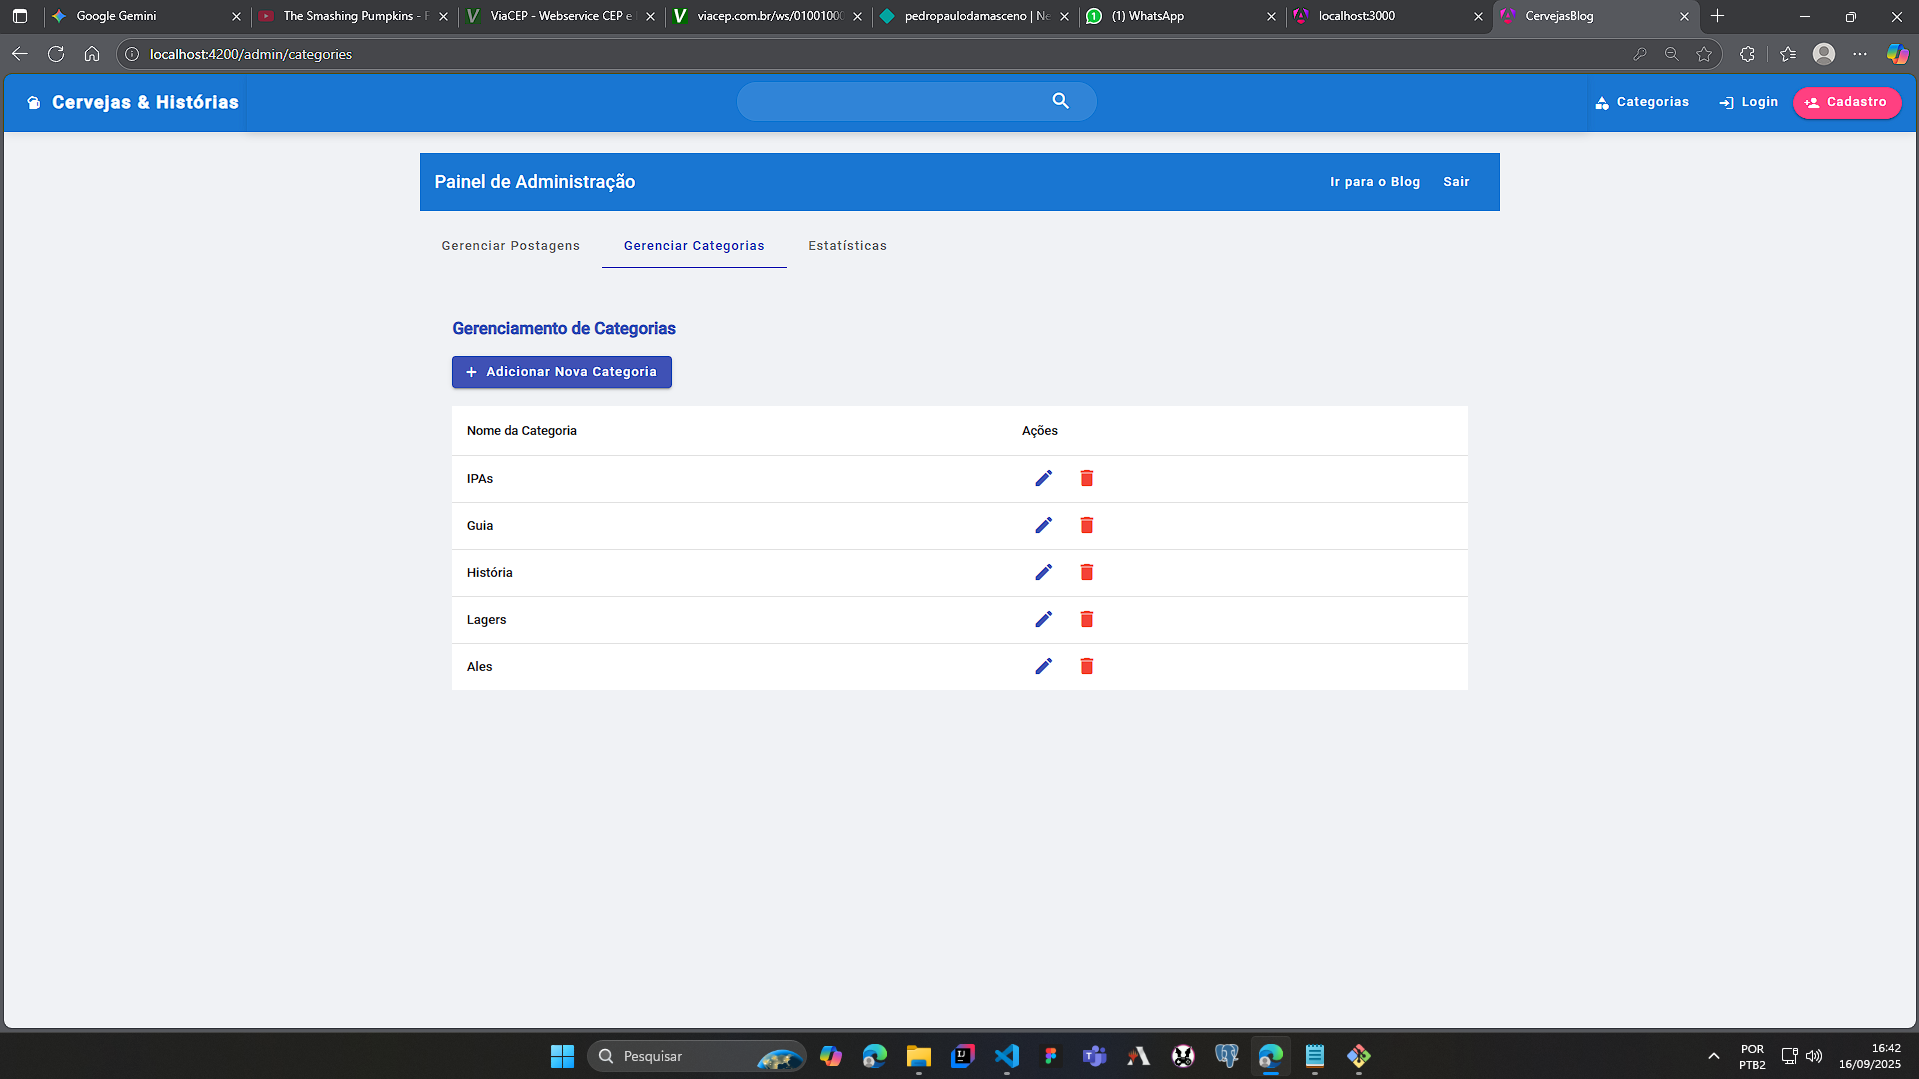 Google Gemini
The Smashing Pumpkins -
ViaCEP - Webservice CEP e
viacep.com.br/ws/01001000
pedropaulodamasceno | Ne
(1) WhatsApp
localhost:3000
CervejasBlog
localhost:4200/admin/categories
Cervejas & Histórias
Categorias
Login
Cadastro
Painel de Administração
Ir para o Blog
Sair
Gerenciar Postagens
Gerenciar Categorias
Estatísticas
Gerenciamento de Categorias
+ Adicionar Nova Categoria
Nome da Categoria
Ações
IPAs
Guia
História
Lagers
Ales
Pesquisar
POR
PTB2
16:42
16/09/2025